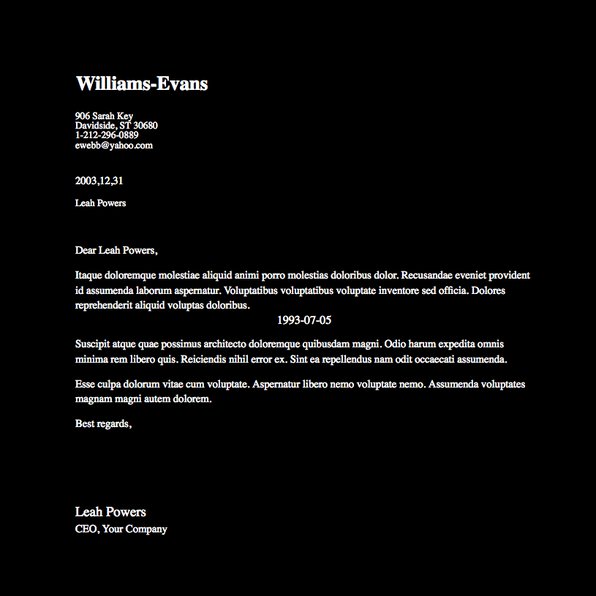 Williams-Evans
906 Sarah Key
Davidside, ST 30680
1-212-296-0889
ewebb@yahoo.com
2003,12,31
Leah Powers
Dear Leah Powers,
Itaque doloremque molestiae aliquid animi porro molestias doloribus dolor. Recusandae eveniet provident
id assumenda laborum aspernatur. Voluptatibus voluptatibus voluptate inventore sed officia. Dolores
reprehenderit aliquid voluptas doloribus.
1993-07-05
Suscipit atque quae possimus architecto doloremque quibusdam magni. Odio harum expedita omnis
minima rem libero quis. Reiciendis nihil error ex. Sint ea repellendus nam odit occaecati assumenda.
Esse culpa dolorum vitae cum voluptate. Aspernatur libero nemo voluptate nemo. Assumenda voluptates
magnam magni autem dolorem.
Best regards,
Leah Powers
CEO, Your Company